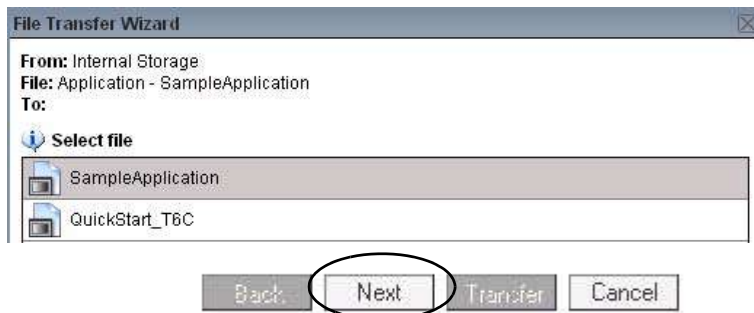 File Transfer Wizard
From: Internal Storage
File: Application - SampleApplication
To:
Select file
SampleApplication
QuickStart_T6C
Back Next Transfer Cancel